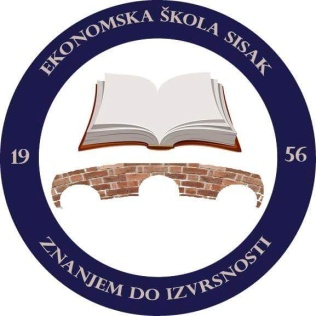 EKONOMSKA ŠKOLA SISAK
19 56
ZNANJEM DO IZVRSNOSTI